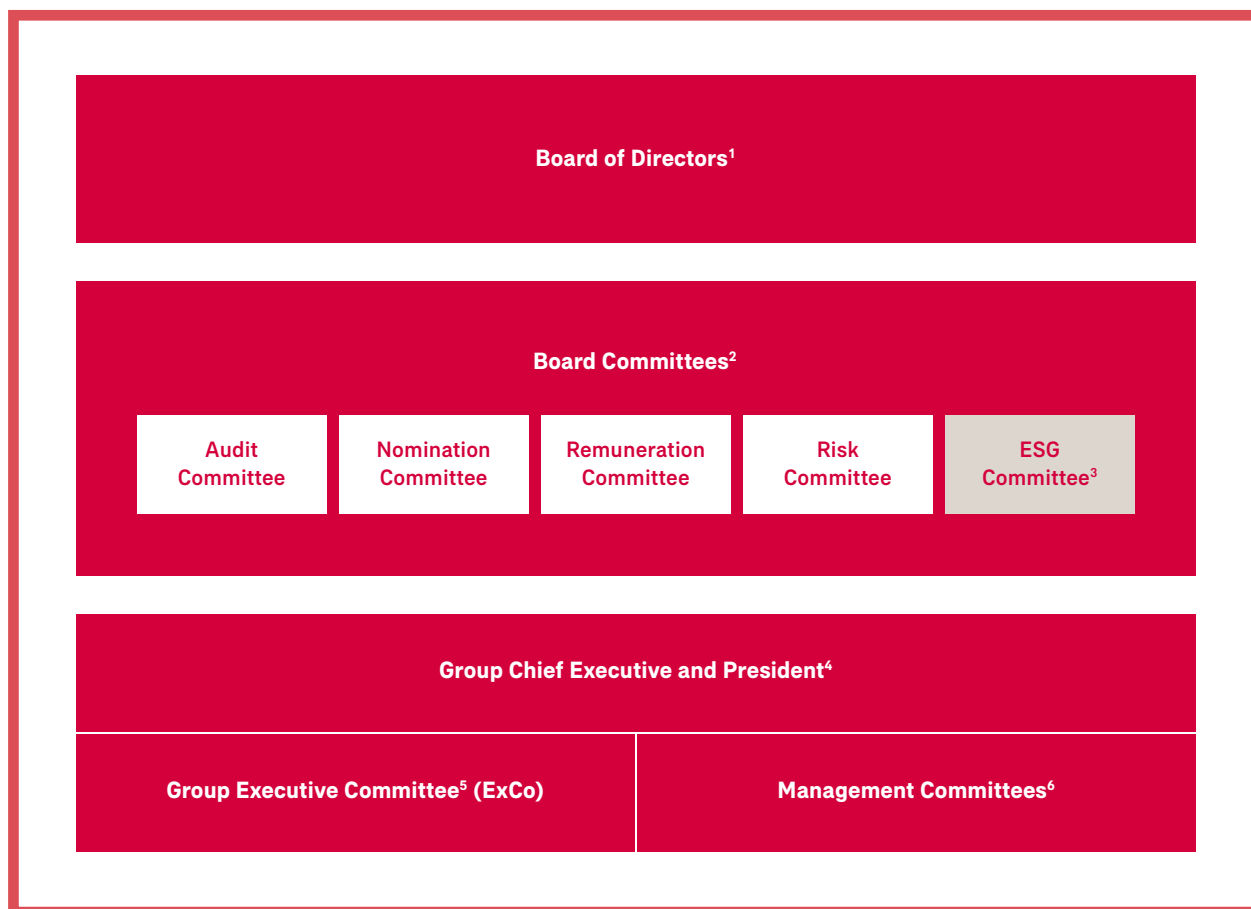 Board of Directors¹
Board Committees²
Audit
Committee
Nomination
Committee
Remuneration
Committee
Risk
Committee
ESG
Committee³
Group Chief Executive and President⁴
Group Executive Committee⁵ (ExCo)
Management Committees⁶